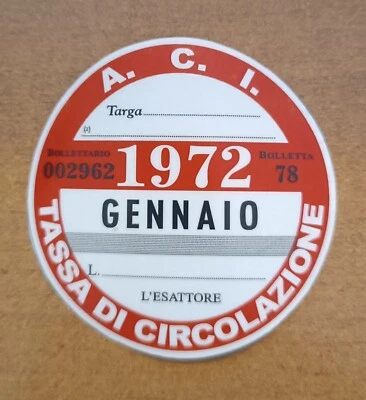 A. C. I.
Targa
(a)
BOLLETTARIO 1972 BOLLETTA
002962 78
GENNAIO
L.
L'ESATTORE
TASSA DI CIRCOLAZIONE